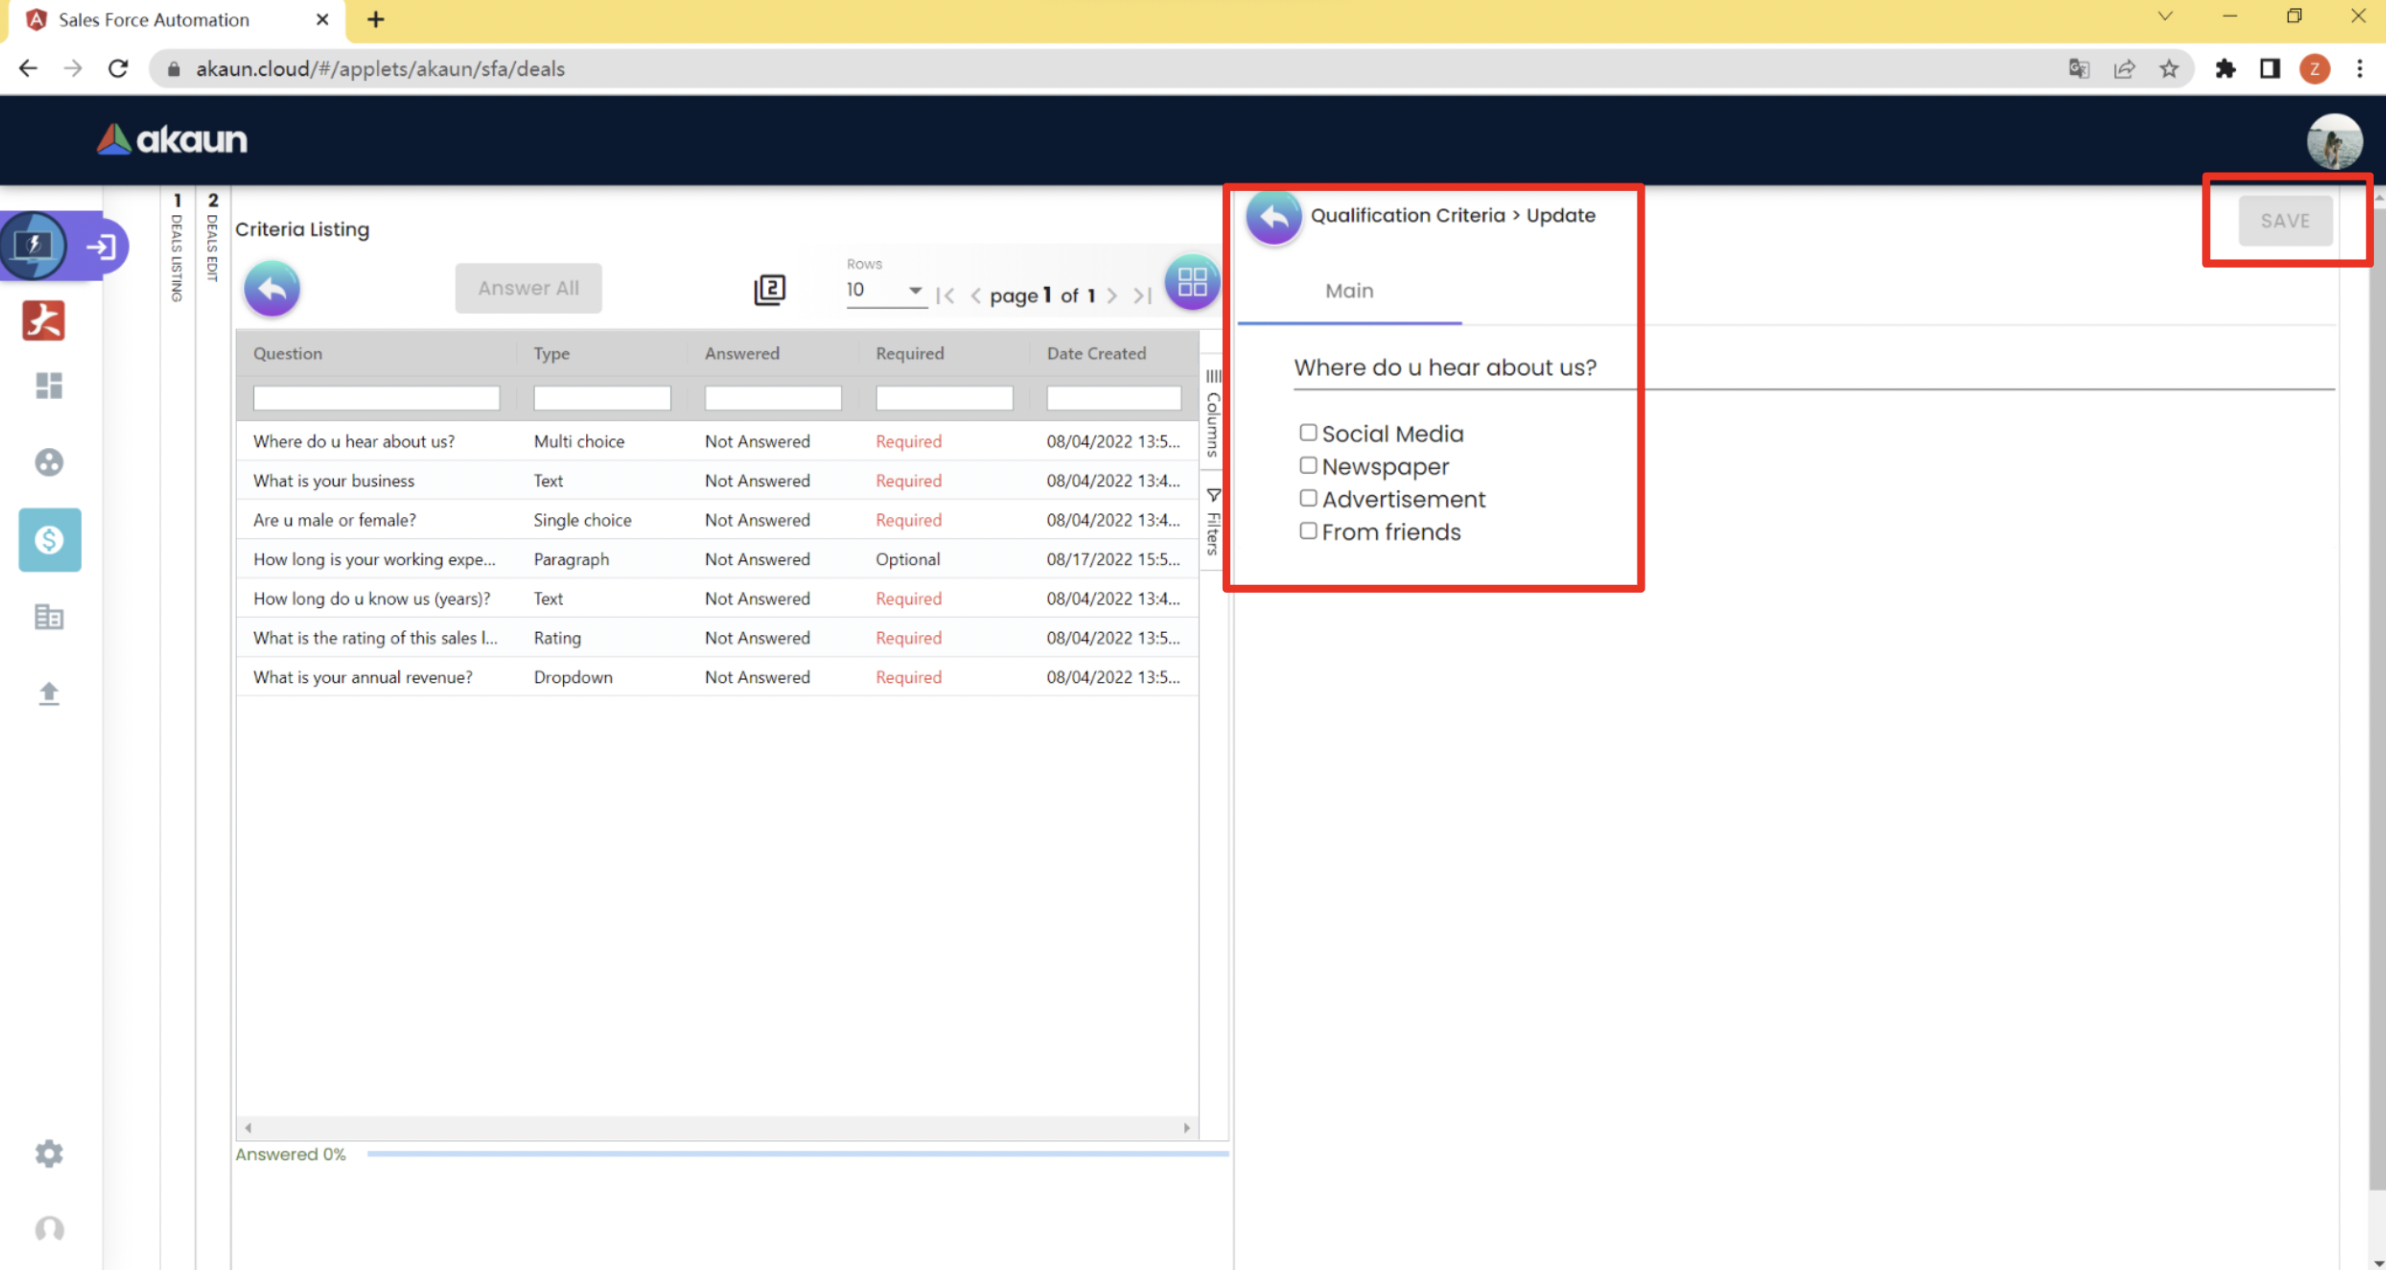 Sales Force Automation
akaun.cloud/#/applets/akaun/sfa/deals
Z
akaun
1 DEALS LISTING
2 DEALS EDIT
Criteria Listing
Answer All
2
Rows
10
page 1 of 1
Question Type Answered Required Date Created
Where do u hear about us? Multi choice Not Answered Required 08/04/2022 13:5...
What is your business Text Not Answered Required 08/04/2022 13:4...
Are u male or female? Single choice Not Answered Required 08/04/2022 13:4...
How long is your working expe... Paragraph Not Answered Optional 08/17/2022 15:5...
How long do u know us (years)? Text Not Answered Required 08/04/2022 13:4...
What is the rating of this sales l... Rating Not Answered Required 08/04/2022 13:5...
What is your annual revenue? Dropdown Not Answered Required 08/04/2022 13:5...
Columns
Filters
Answered 0%
Qualification Criteria > Update
SAVE
Main
Where do u hear about us?
Social Media
Newspaper
Advertisement
From friends